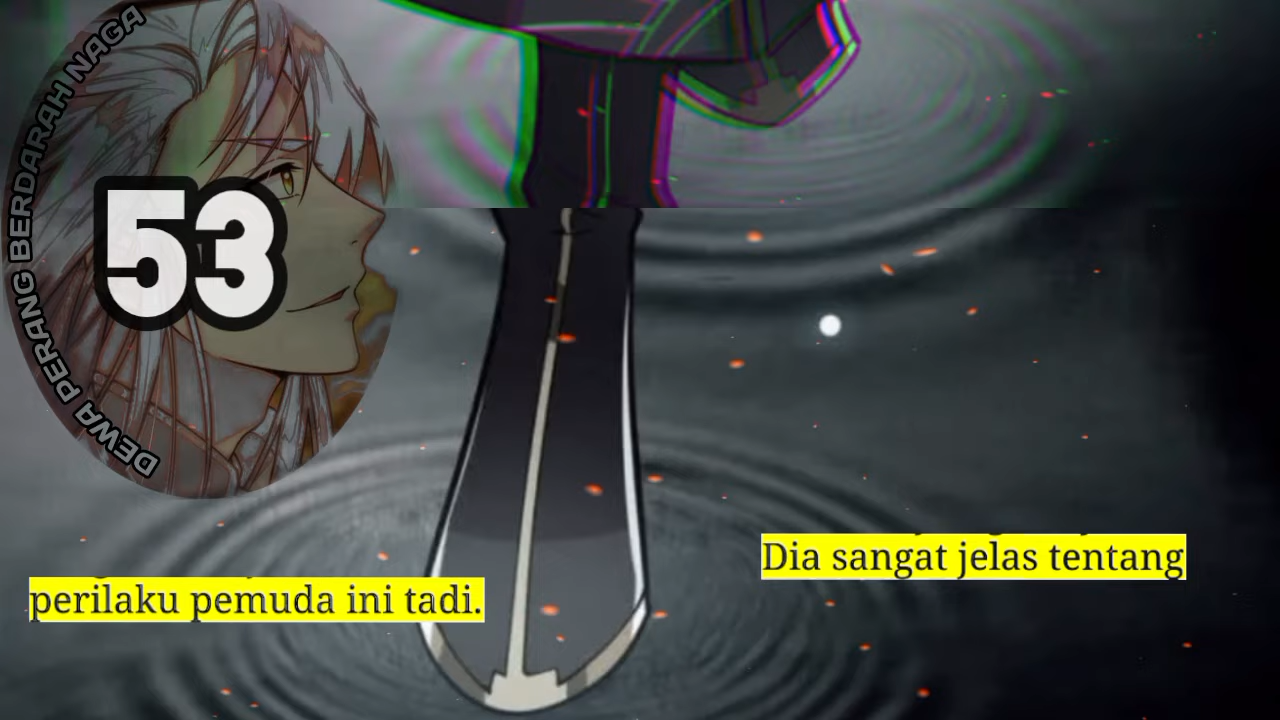 DEWA PERANG BERDARAH NAGA
53
Dia sangat jelas tentang
perilaku pemuda ini tadi.